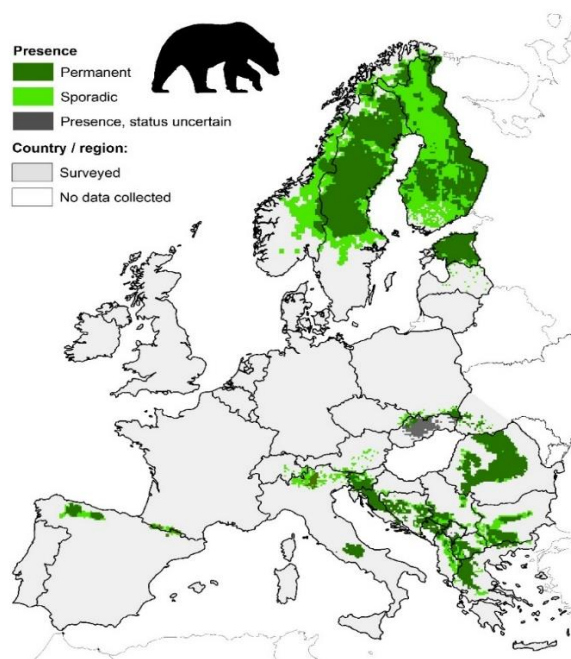 Presence
Permanent
Sporadic
Presence, status uncertain
Country / region:
Surveyed
No data collected